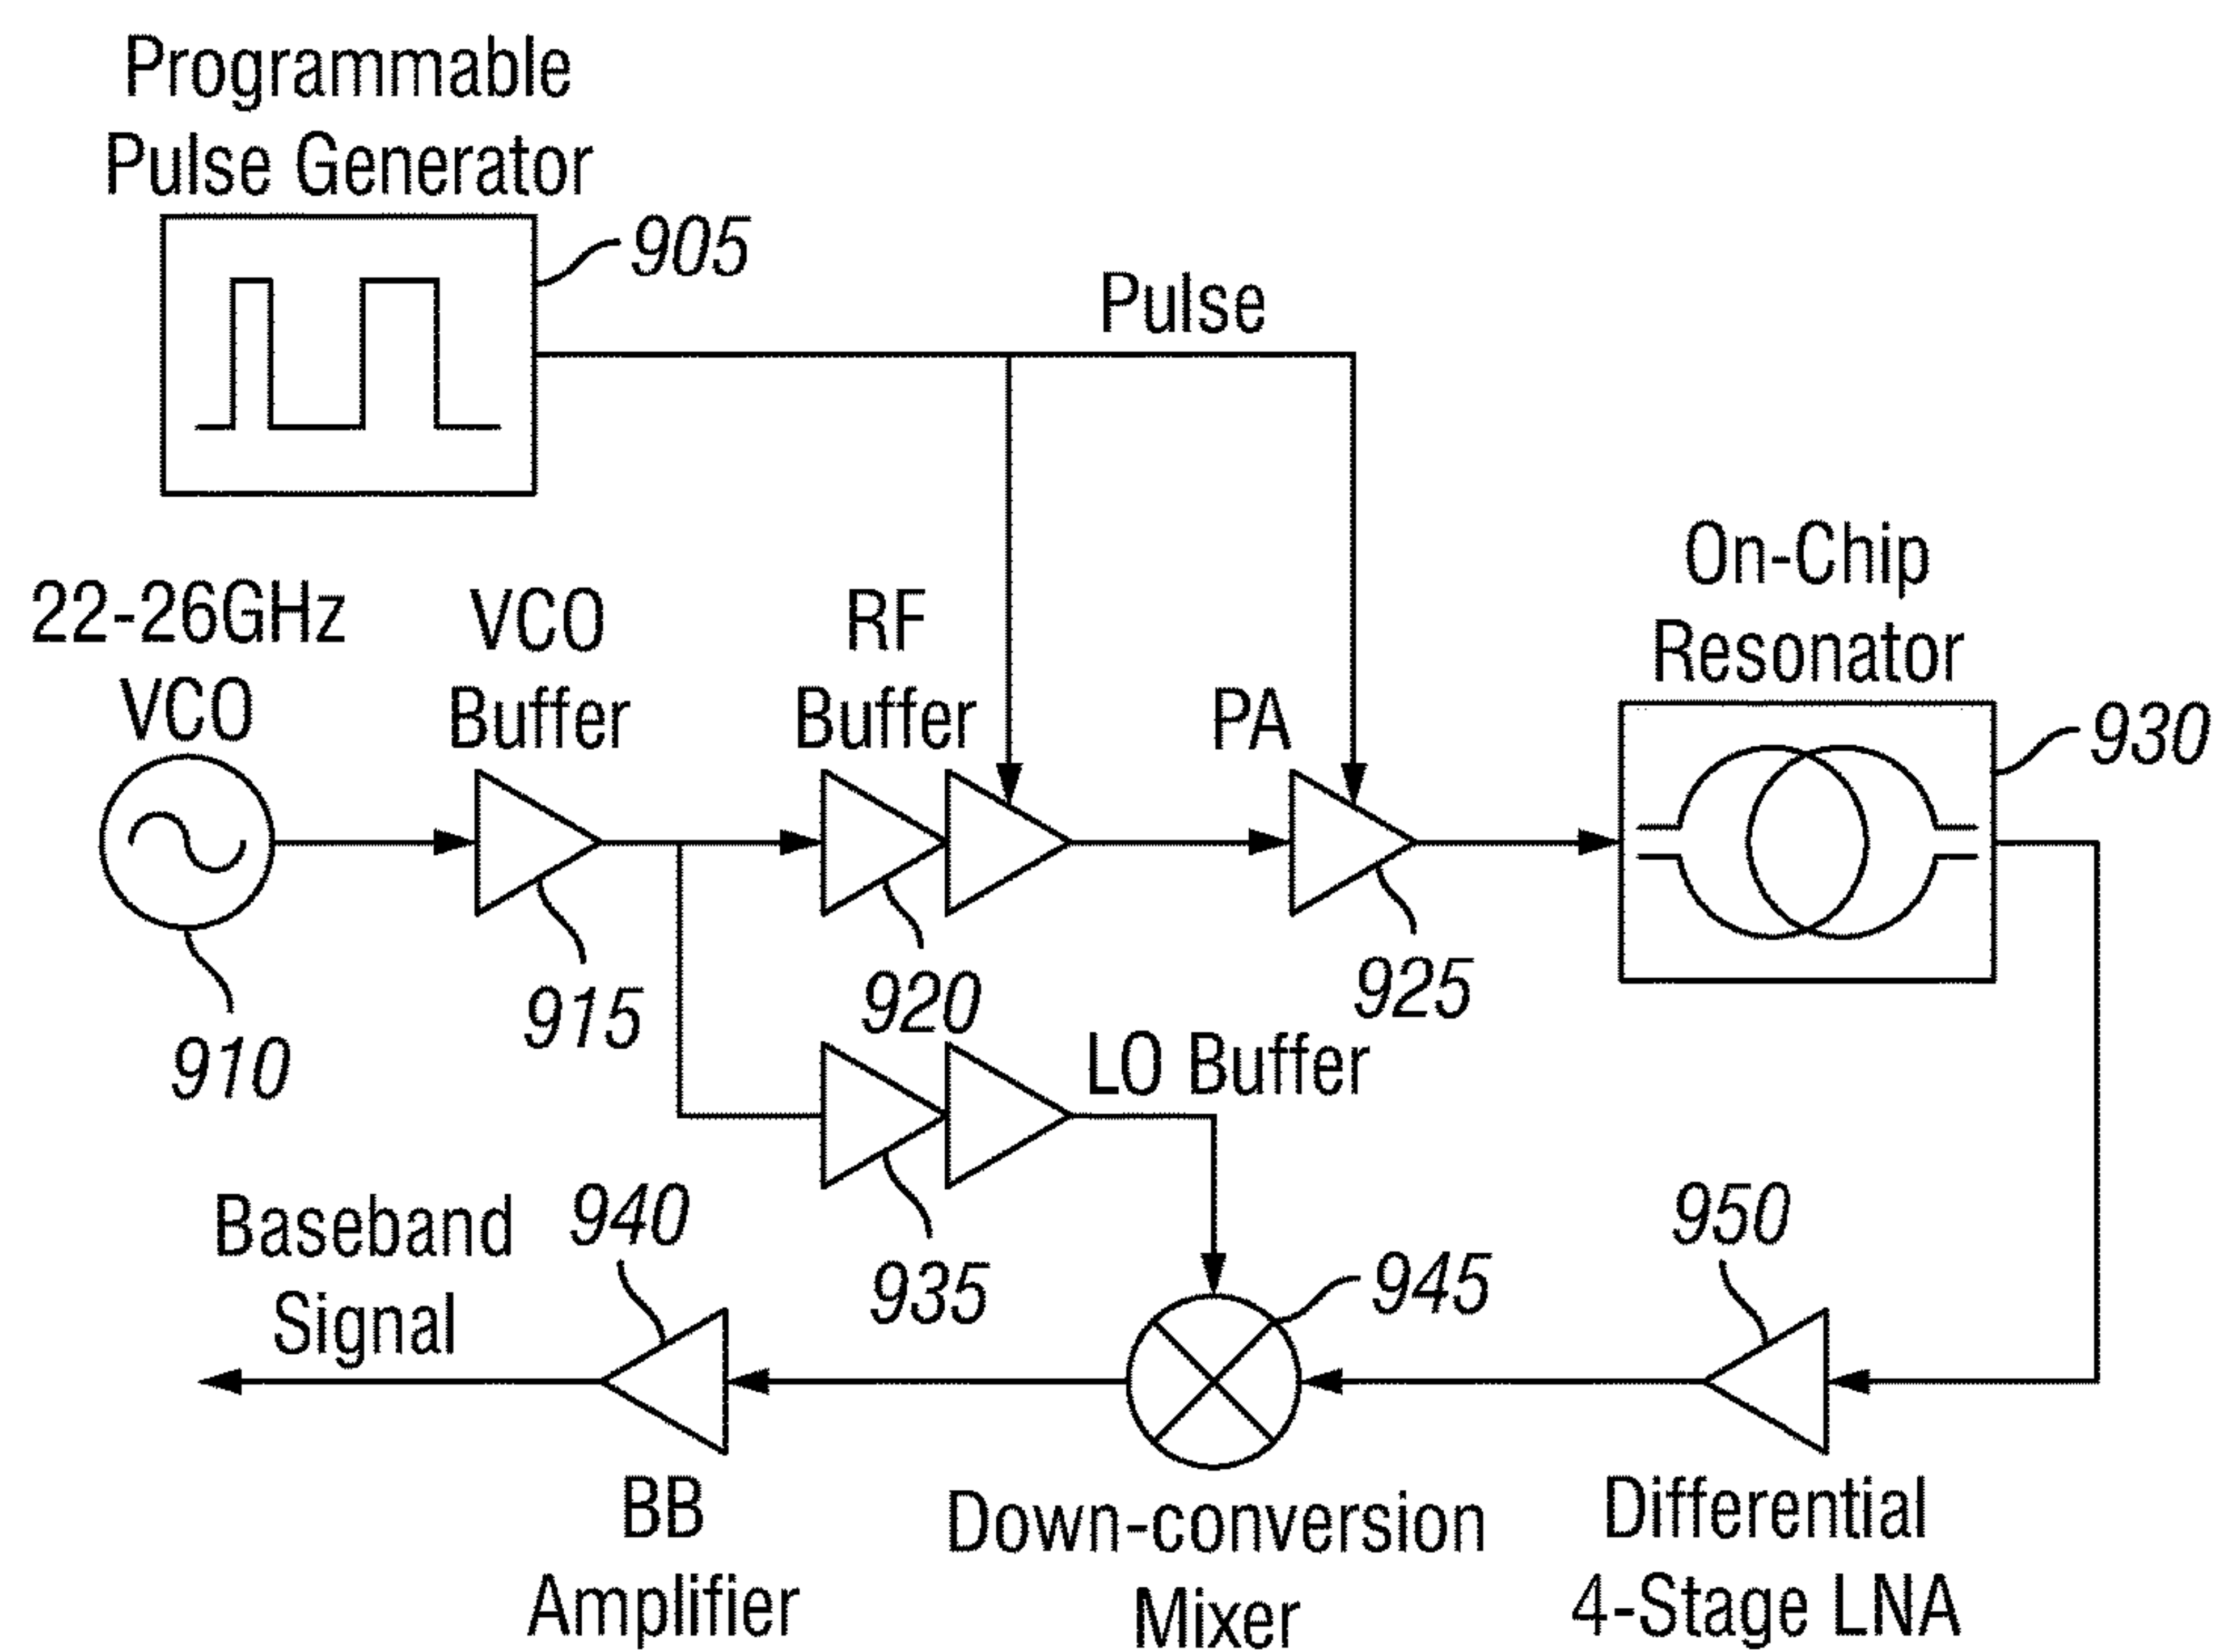 Programmable
Pulse Generator
905
Pulse
22-26GHz
VCO
910
VCO
Buffer
915
RF
Buffer
920
PA
925
On-Chip
Resonator
930
LO Buffer
935
Baseband
Signal
940
BB
Amplifier
945
Down-conversion
Mixer
950
Differential
4-Stage LNA